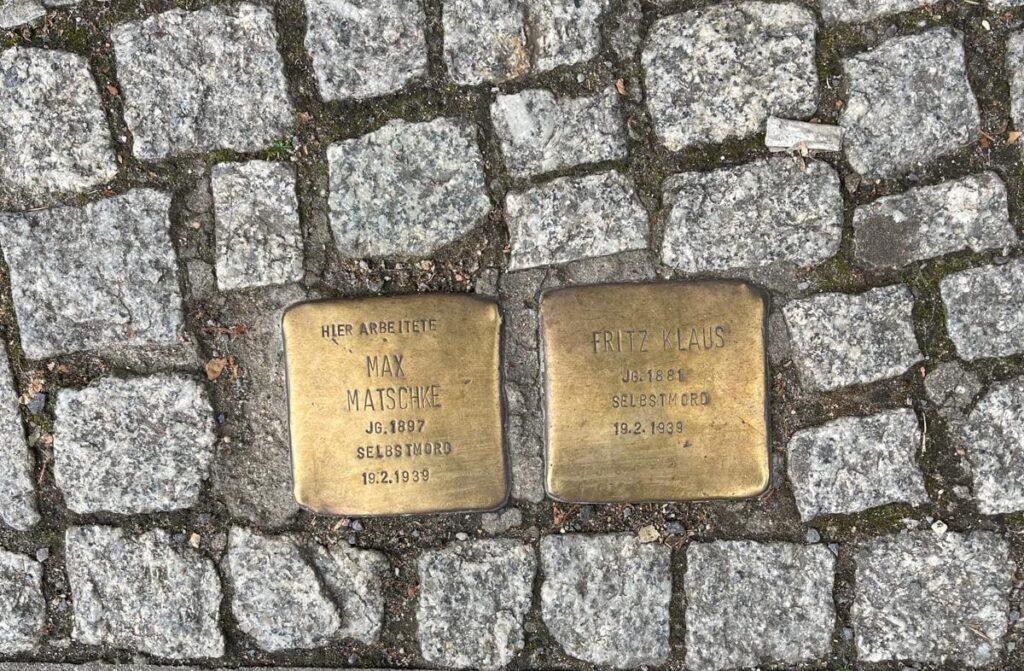 HIER ARBEITETE
MAX
MATSCHKE
JG. 1897
SELBSTMORD
19.2.1939
FRITZ KLAUS
JG. 1881
SELBSTMORD
19.2.1939